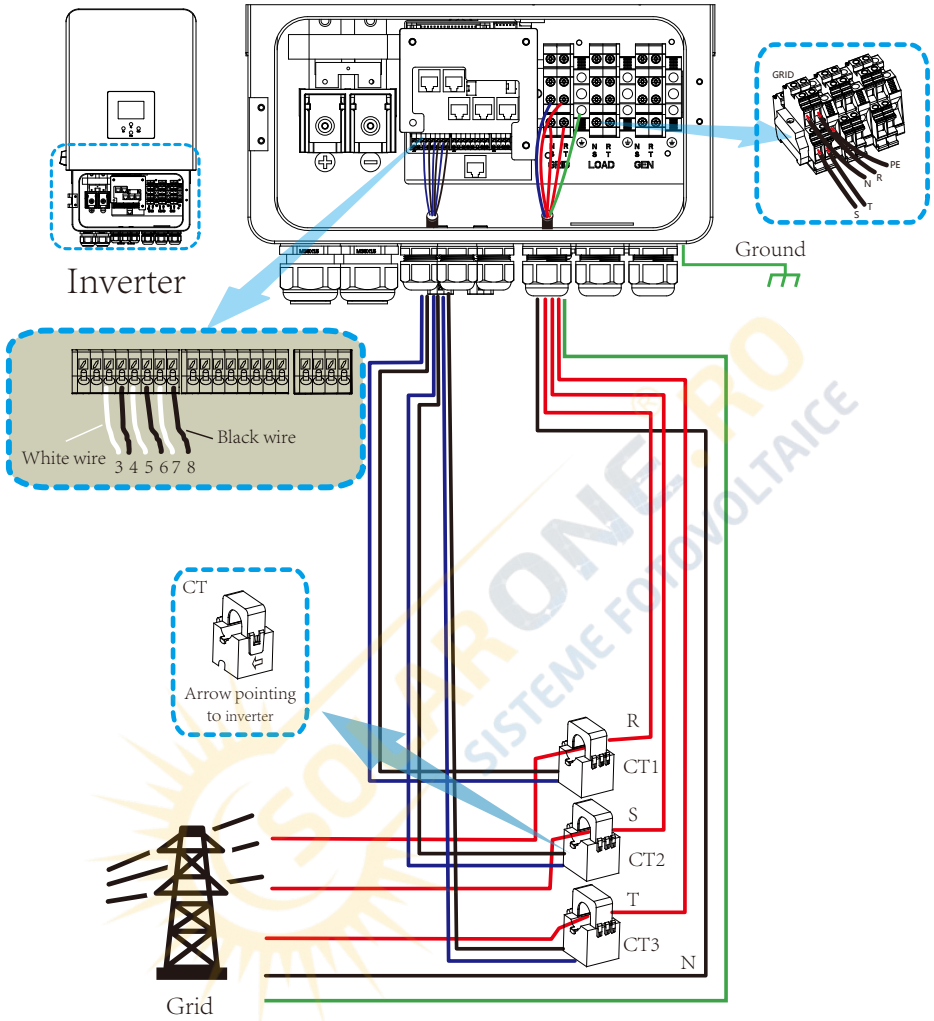 Inverter
N R
S T
GRID
N R
S T
LOAD
N R
S T
GEN
GRID
PE
R
N
T
S
Ground
White wire
3 4 5 6 7 8
Black wire
CT
Arrow pointing
to inverter
R
CT1
S
CT2
T
CT3
N
Grid
SOLARONE.RO
®
SISTEME FOTOVOLTAICE